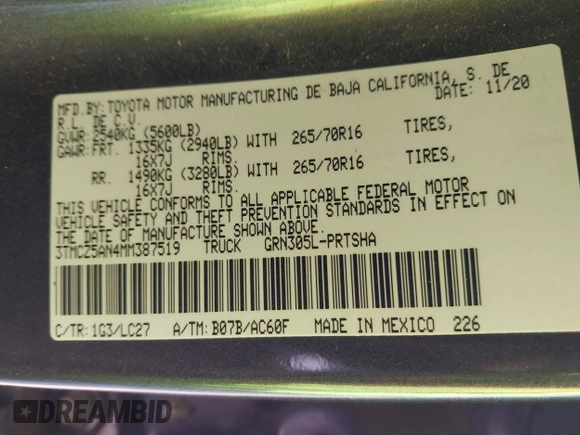 MFD.BY: TOYOTA MOTOR MANUFACTURING DE BAJA CALIFORNIA, S. DE
R.L. DE C.V. DATE: 11/20
GVWR: 2540KG (5600LB)
GAWR: FRT. 1335KG (2940LB) WITH 265/70R16 TIRES,
16X7J RIMS.
RR. 1490KG (3280LB) WITH 265/70R16 TIRES,
16X7J RIMS.
THIS VEHICLE CONFORMS TO ALL APPLICABLE FEDERAL MOTOR
VEHICLE SAFETY AND THEFT PREVENTION STANDARDS IN EFFECT ON
THE DATE OF MANUFACTURE SHOWN ABOVE.
3TMCZ5AN4MM387519 TRUCK GRN305L-PRTSHA
C/TR: 1G3/LC27 A/TM: B07B/AC60F MADE IN MEXICO 226
DREAMBID